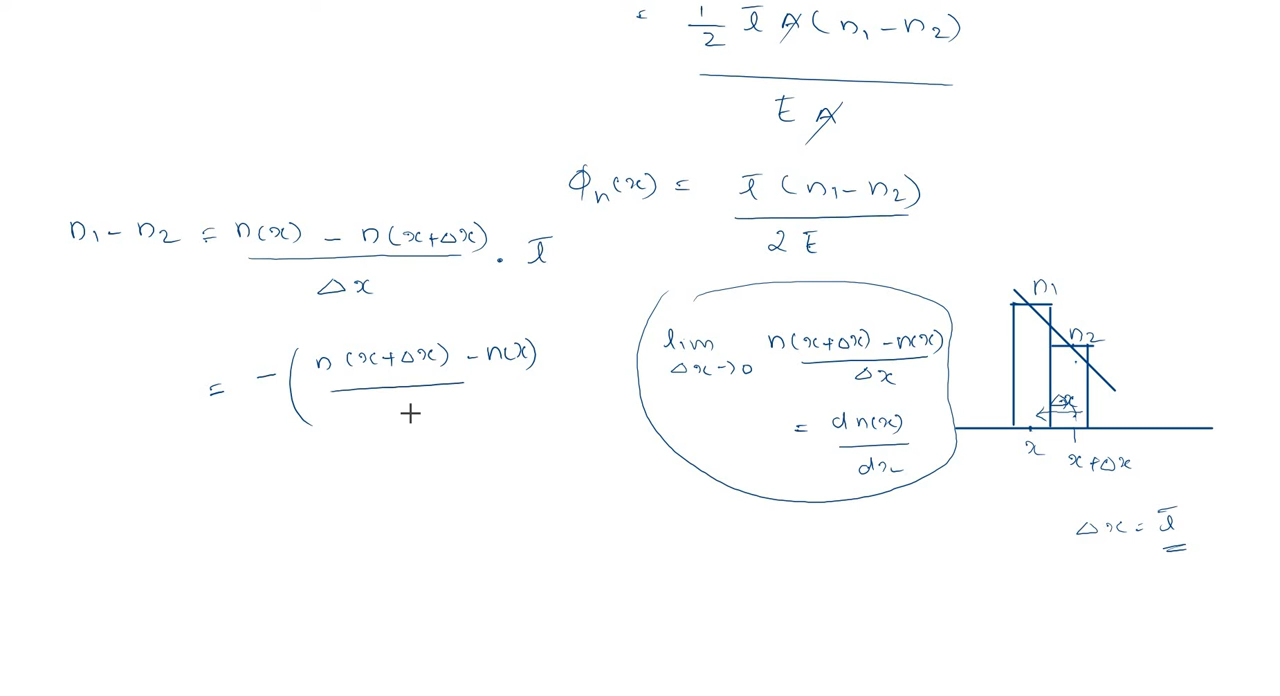 = 1/2 l̄ A (n₁ - n₂)
t̄ A
ϕₙ(x) = l̄ (n₁ - n₂)
2 t̄
n₁ - n₂ = n(x) - n(x+Δx) . l̄
Δx
= - ( n(x+Δx) - n(x)
lim Δx→0 n(x+Δx) - n(x)
Δx
= dn(x)
dx
n₁
n₂
Δx
x
x+Δx
Δx = l̄